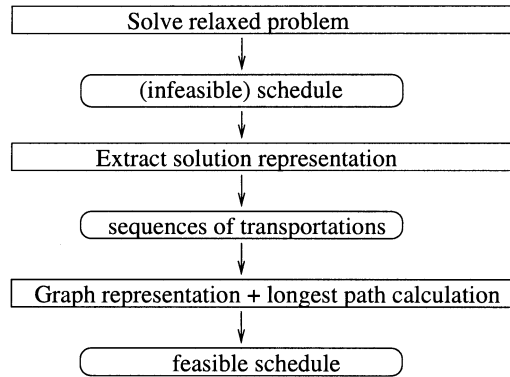 Solve relaxed problem
(infeasible) schedule
Extract solution representation
sequences of transportations
Graph representation + longest path calculation
feasible schedule